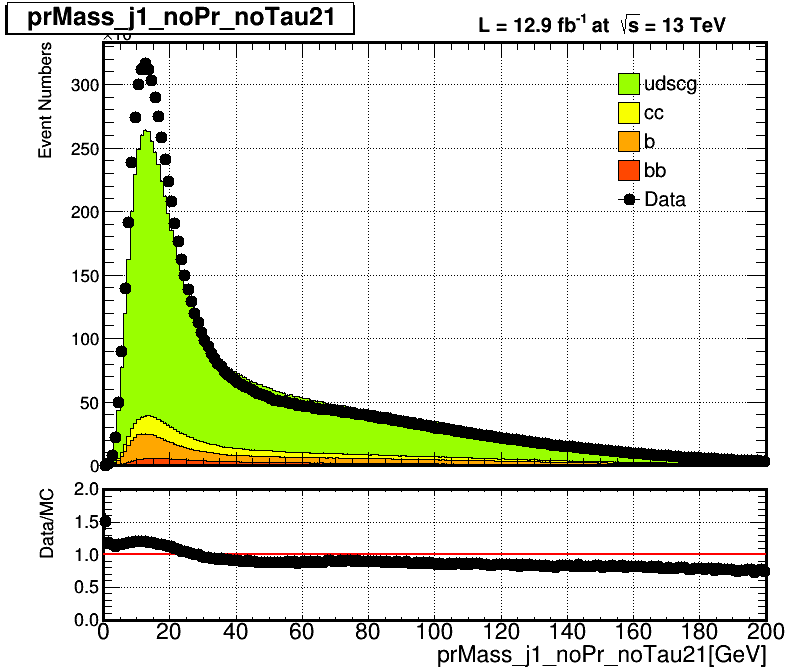 prMass_j1_noPr_noTau21
L = 12.9 fb⁻¹ at √s = 13 TeV
Event Numbers
300
250
200
150
100
50
0
udscg
cc
b
bb
Data
Data/MC
2.0
1.5
1.0
0.5
0.0
0 20 40 60 80 100 120 140 160 180 200
prMass_j1_noPr_noTau21[GeV]